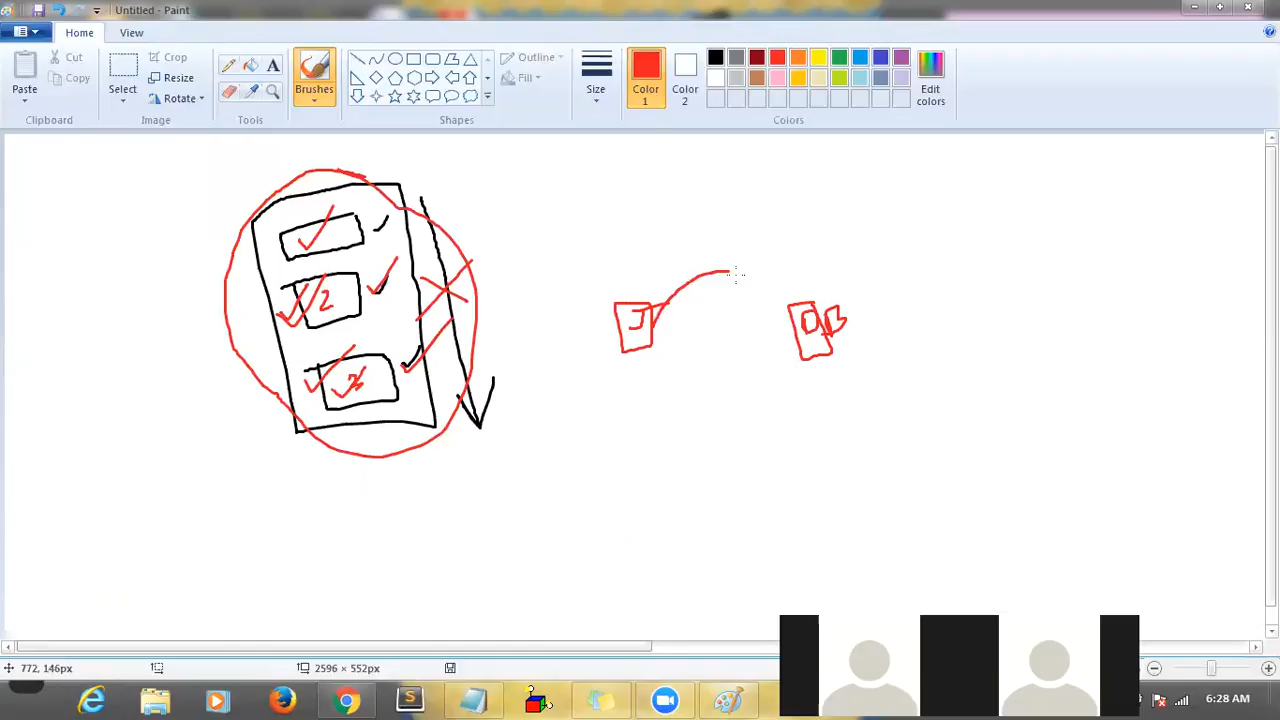 Untitled - Paint
Home View
Paste
Cut
Copy
Clipboard
Select
Crop
Resize
Rotate
Image
A
Tools
Brushes
Shapes
Outline
Fill
Size
Color 1
Color 2
Edit colors
Colors
2
3
J
DB
772, 146px
2596 × 552px
S
6:28 AM